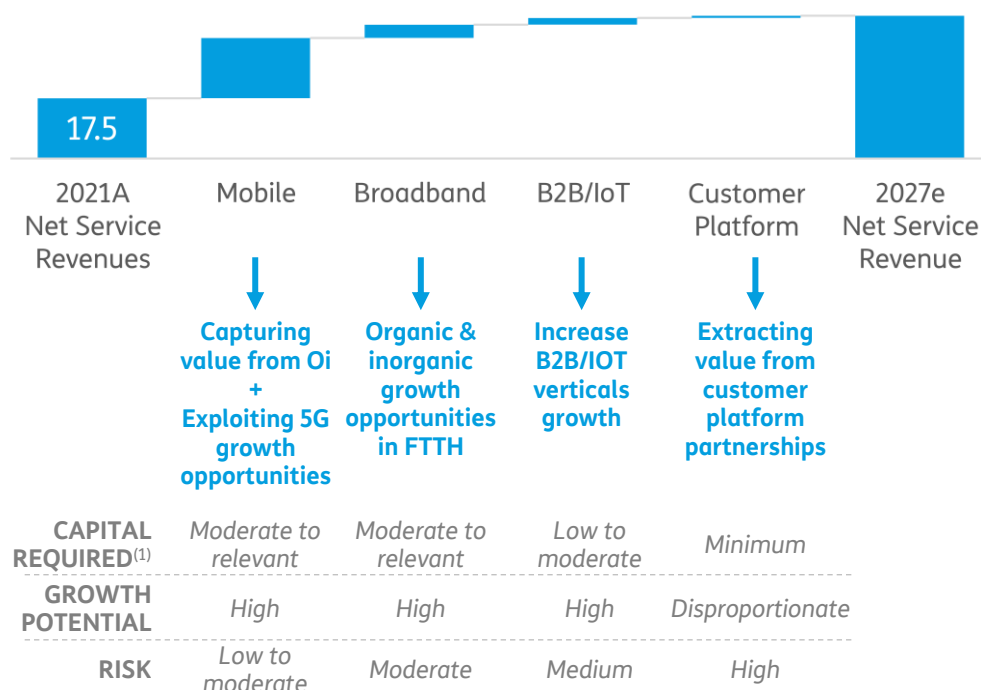 17.5
2021A
Net Service
Revenues
Mobile
Broadband
B2B/IoT
Customer
Platform
2027e
Net Service
Revenue
Capturing
value from Oi
+
Exploiting 5G
growth
opportunities
Organic &
inorganic
growth
opportunities
in FTTH
Increase
B2B/IOT
verticals
growth
Extracting
value from
customer
platform
partnerships
CAPITAL
REQUIRED(1)
Moderate to
relevant
Moderate to
relevant
Low to
moderate
Minimum
GROWTH
POTENTIAL
High
High
High
Disproportionate
RISK
Low to
moderate
Moderate
Medium
High